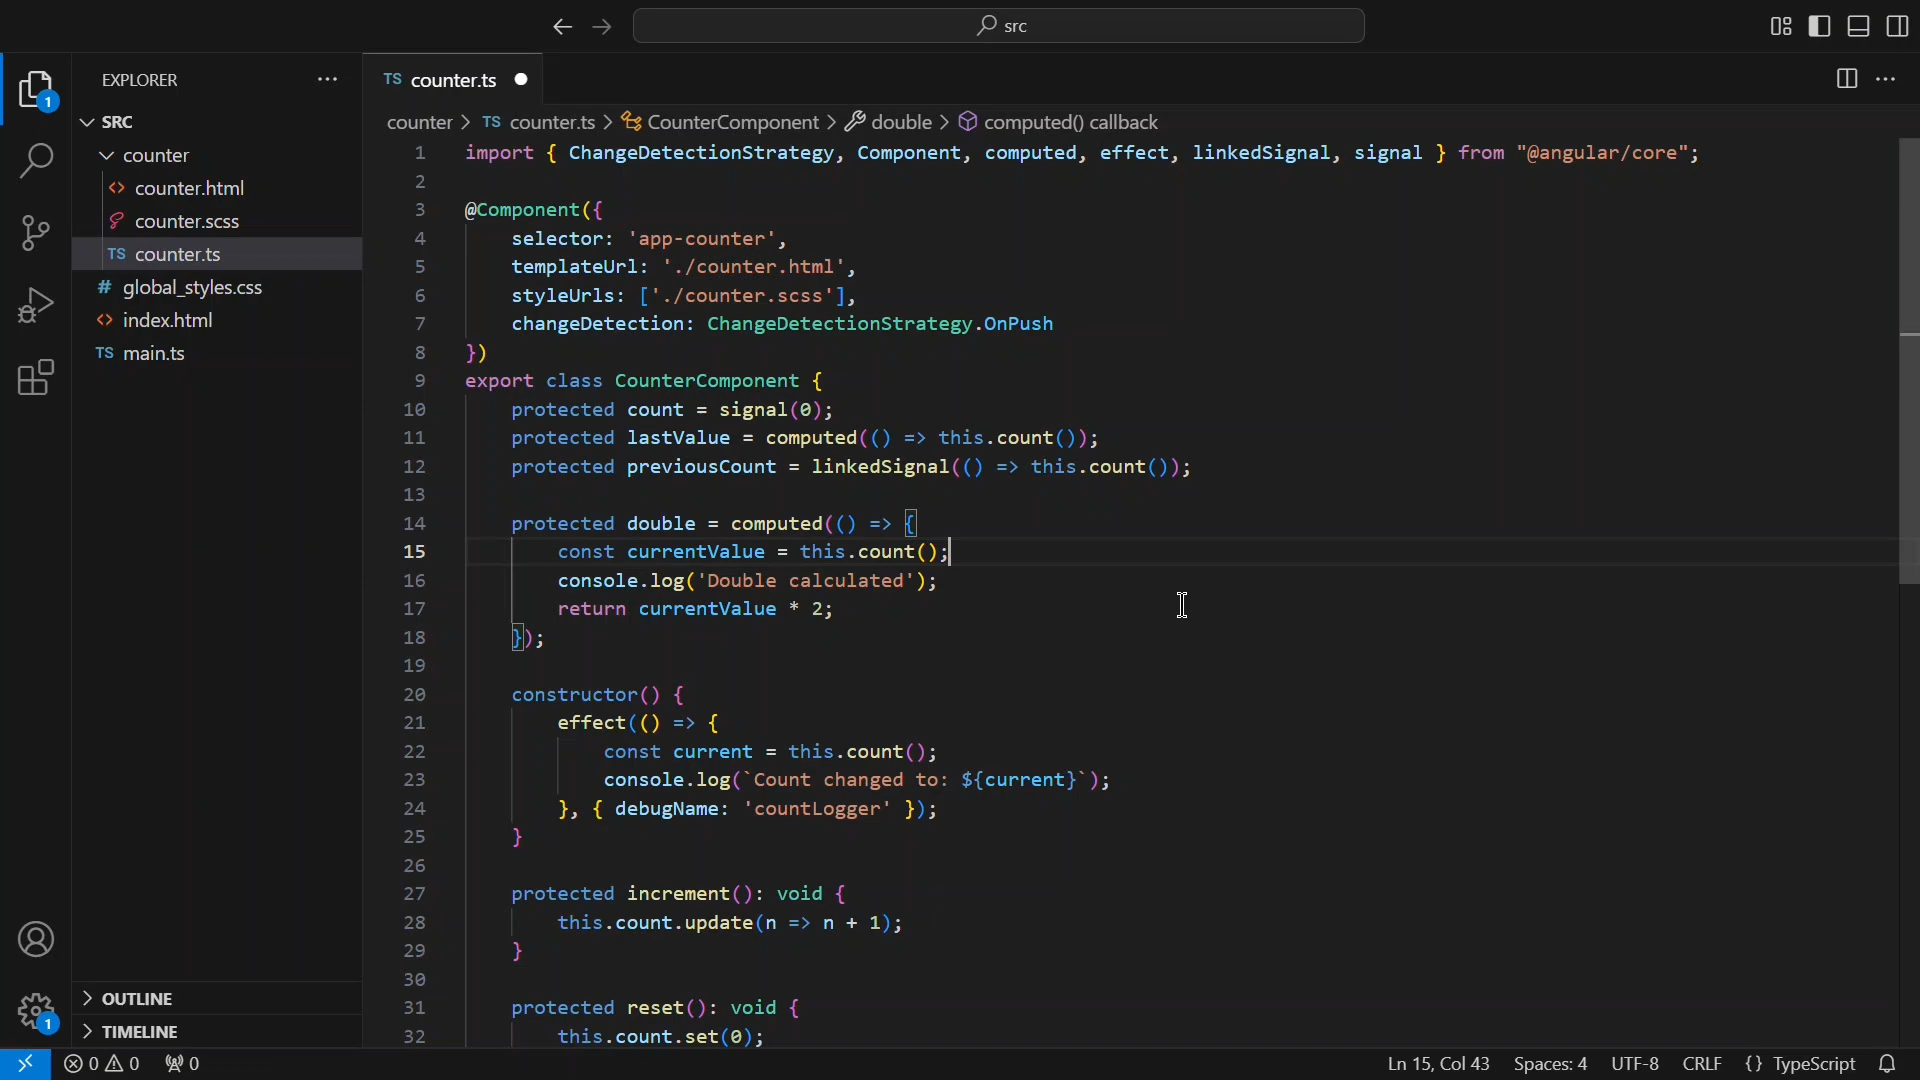 src
EXPLORER
SRC
counter
counter.html
counter.scss
TS counter.ts
# global_styles.css
index.html
TS main.ts
OUTLINE
TIMELINE
1
1
TS counter.ts
counter > TS counter.ts > CounterComponent > double > computed() callback
1 import { ChangeDetectionStrategy, Component, computed, effect, linkedSignal, signal } from "@angular/core";
2
3 @Component({
4     selector: 'app-counter',
5     templateUrl: './counter.html',
6     styleUrls: ['./counter.scss'],
7     changeDetection: ChangeDetectionStrategy.OnPush
8 })
9 export class CounterComponent {
10     protected count = signal(0);
11     protected lastValue = computed(() => this.count());
12     protected previousCount = linkedSignal(() => this.count());
13
14     protected double = computed(() => {
15         const currentValue = this.count();
16         console.log('Double calculated');
17         return currentValue * 2;
18     });
19
20     constructor() {
21         effect(() => {
22             const current = this.count();
23             console.log(`Count changed to: ${current}`);
24         }, { debugName: 'countLogger' });
25     }
26
27     protected increment(): void {
28         this.count.update(n => n + 1);
29     }
30
31     protected reset(): void {
32         this.count.set(0);
0 0 0
Ln 15, Col 43 Spaces: 4 UTF-8 CRLF {} TypeScript